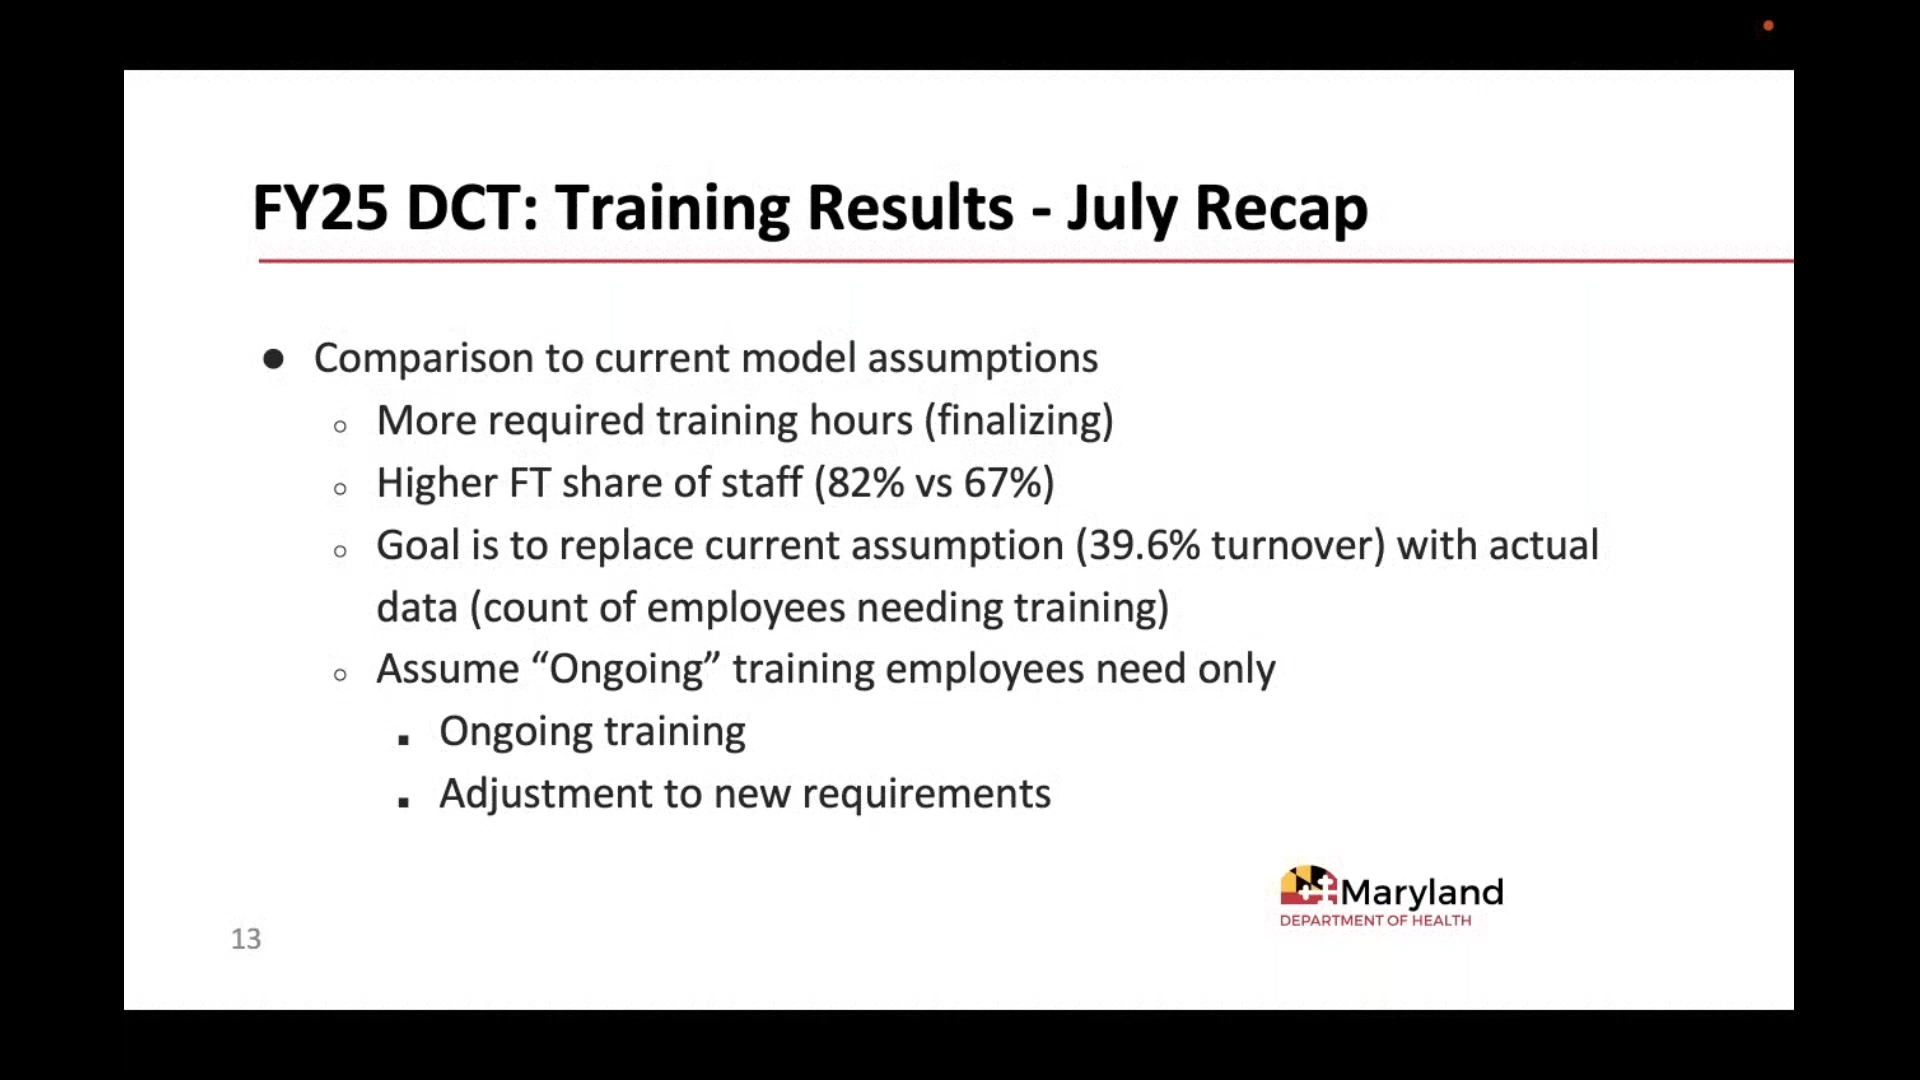 FY25 DCT: Training Results - July Recap
● Comparison to current model assumptions
○ More required training hours (finalizing)
○ Higher FT share of staff (82% vs 67%)
○ Goal is to replace current assumption (39.6% turnover) with actual
data (count of employees needing training)
○ Assume “Ongoing” training employees need only
■ Ongoing training
■ Adjustment to new requirements
Maryland
DEPARTMENT OF HEALTH
13